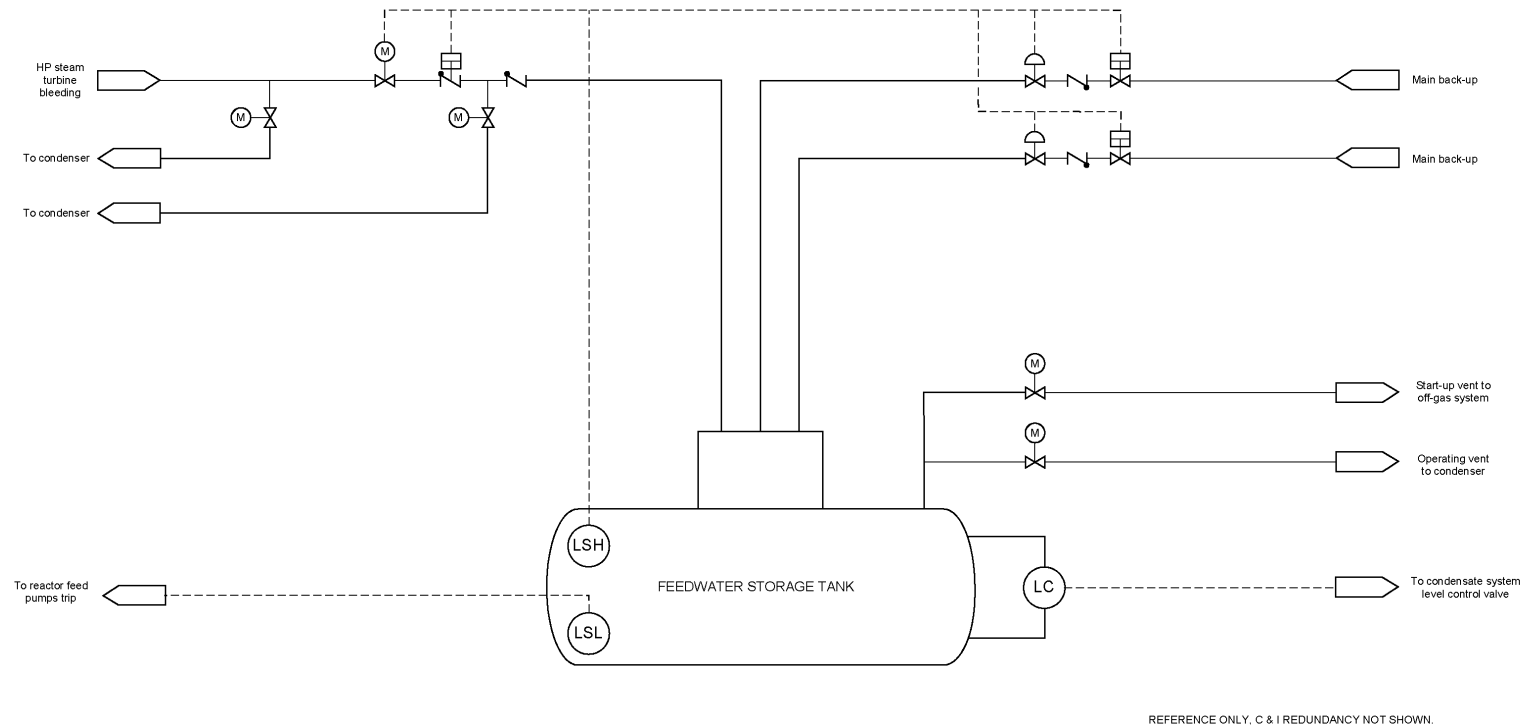 HP steam
turbine
bleeding
M
Main back-up
M
M
To condenser
Main back-up
To condenser
M
Start-up vent to
off-gas system
M
Operating vent
to condenser
LSH
FEEDWATER STORAGE TANK
LC
To condensate system
level control valve
To reactor feed
pumps trip
LSL
REFERENCE ONLY, C & I REDUNDANCY NOT SHOWN.